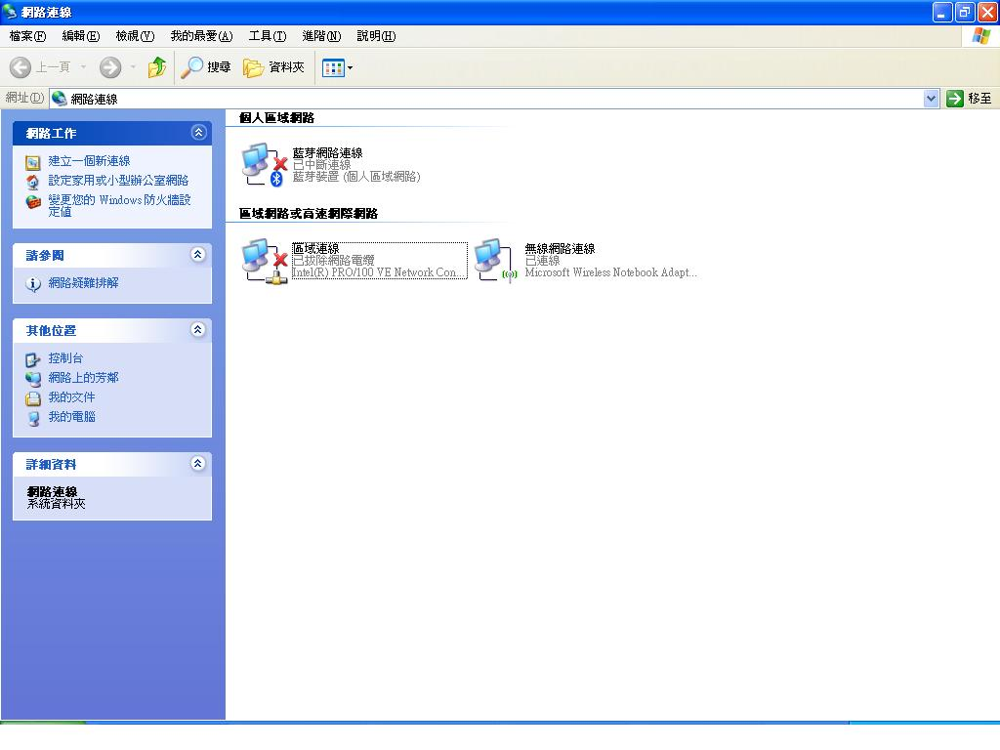 網路連線
檔案(F) 編輯(E) 檢視(V) 我的最愛(A) 工具(T) 進階(N) 說明(H)
上一頁 搜尋 資料夾
網址(D) 網路連線 移至
網路工作
建立一個新連線
設定家用或小型辦公室網路
變更您的 Windows 防火牆設
定值
請參閱
網路疑難排解
其他位置
控制台
網路上的芳鄰
我的文件
我的電腦
詳細資料
網路連線
系統資料夾
個人區域網路
藍芽網路連線
已中斷連線
藍芽裝置 (個人區域網路)
區域網路或高速網際網路
區域連線
已拔除網路電纜
Intel(R) PRO/100 VE Network Con...
無線網路連線
已連線
Microsoft Wireless Notebook Adapt...